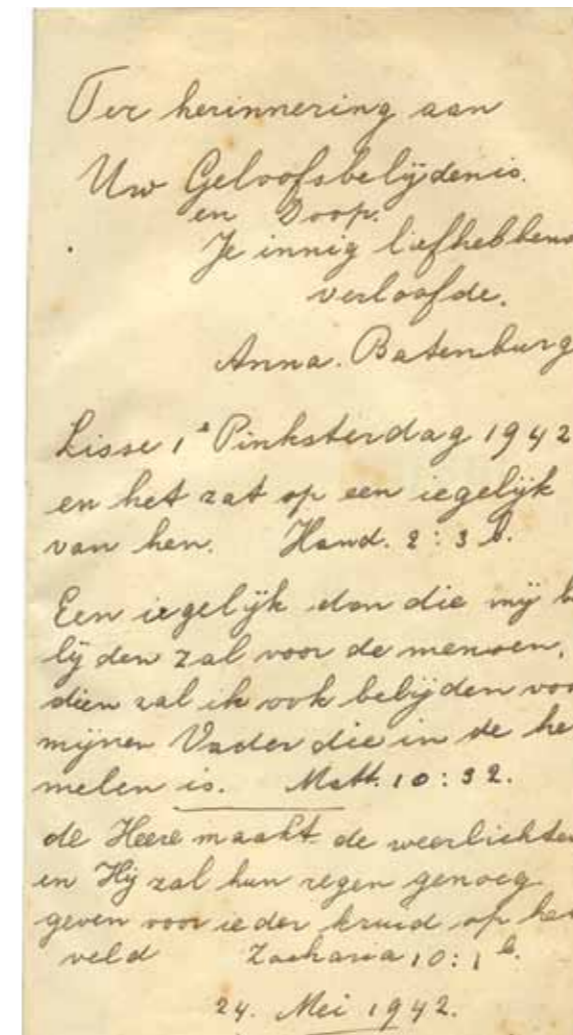 Ter herinnering aan
Uw Geloofsbelijdenis.
en Doop.
Je innig liefhebbend
verloofde.
Anna. Batenburg
Lisse 1e Pinksterdag 1942
en het zat op een iegelijk
van hen. Hand. 2:3 b.
Een iegelijk dan die mij be
lijden zal voor de mensen,
dien zal ik ook belijden voor
mijnen Vader die in de he
melen is. Matt. 10:32.
de Heere maakt de weerlichten
en Hij zal hun regen genoeg
geven voor ieder kruid op het
veld Zacharia 10:1 b.
24. Mei 1942.